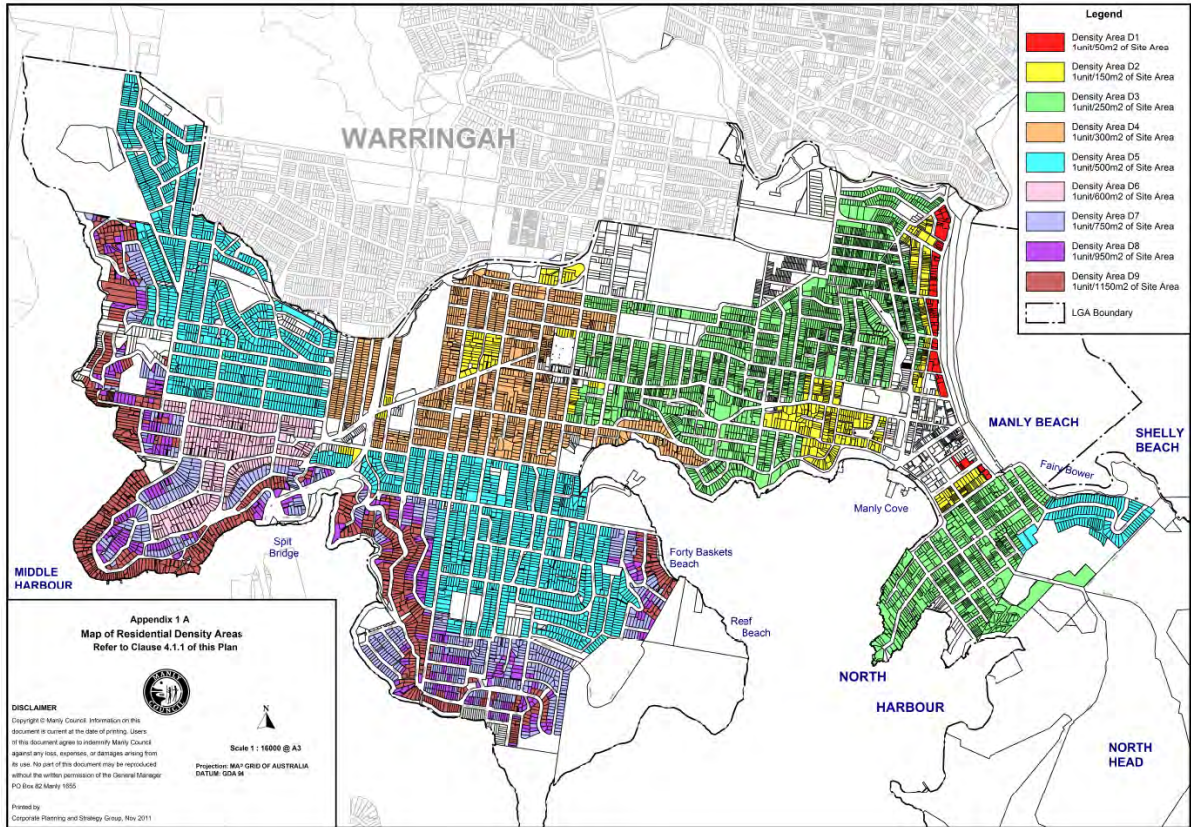 WARRINGAH
Legend
Density Area D1
1unit/50m2 of Site Area
Density Area D2
1unit/150m2 of Site Area
Density Area D3
1unit/250m2 of Site Area
Density Area D4
1unit/300m2 of Site Area
Density Area D5
1unit/500m2 of Site Area
Density Area D6
1unit/600m2 of Site Area
Density Area D7
1unit/750m2 of Site Area
Density Area D8
1unit/950m2 of Site Area
Density Area D9
1unit/1150m2 of Site Area
LGA Boundary
MANLY BEACH
SHELLY
BEACH
Fairy Bower
Manly Cove
Spit
Bridge
Forty Baskets
Beach
MIDDLE
HARBOUR
Reef
Beach
NORTH
HARBOUR
NORTH
HEAD
Appendix 1 A
Map of Residential Density Areas
Refer to Clause 4.1.1 of this Plan
MANLY
COUNCIL
DISCLAIMER
Copyright © Manly Council. Information on this
document is current at the date of printing. Users
of this document agree to indemnify Manly Council
against any loss, expenses, or damages arising from
its use. No part of this document may be reproduced
without the written permission of the General Manager
PO Box 82 Manly 1655
Printed by
Corporate Planning and Strategy Group, Nov 2011
N
Scale 1 : 16000 @ A3
Projection: MAP GRID OF AUSTRALIA
DATUM: GDA 94